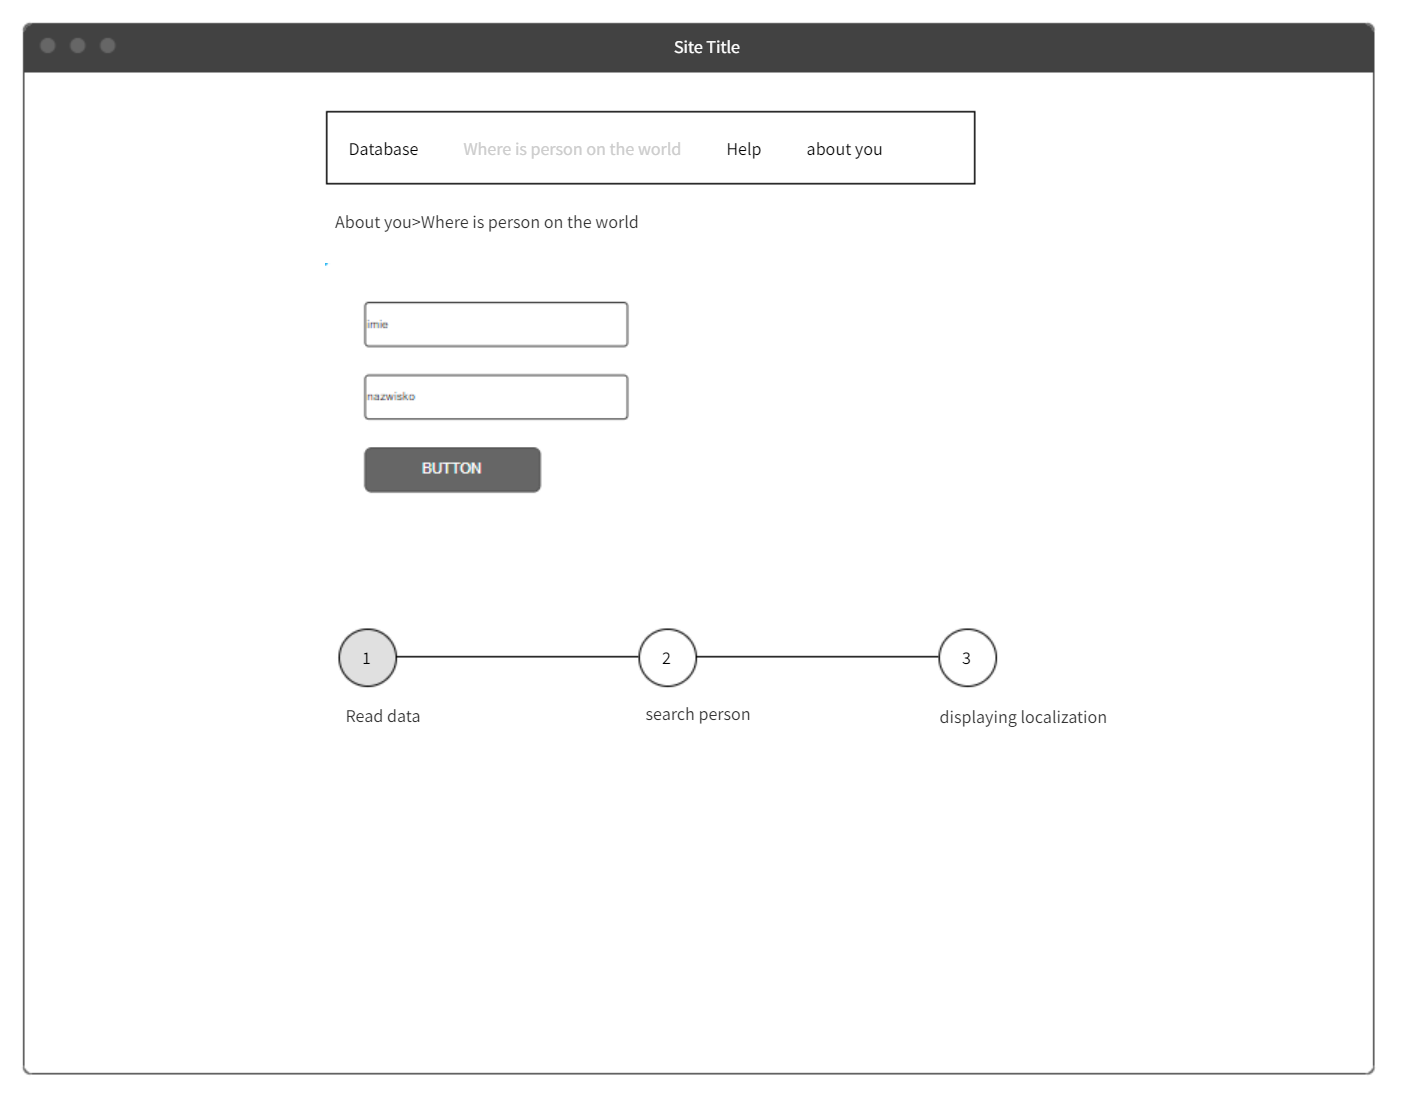 Site Title
Database Where is person on the world Help about you
About you>Where is person on the world
imie
nazwisko
BUTTON
1 2 3
Read data search person displaying localization